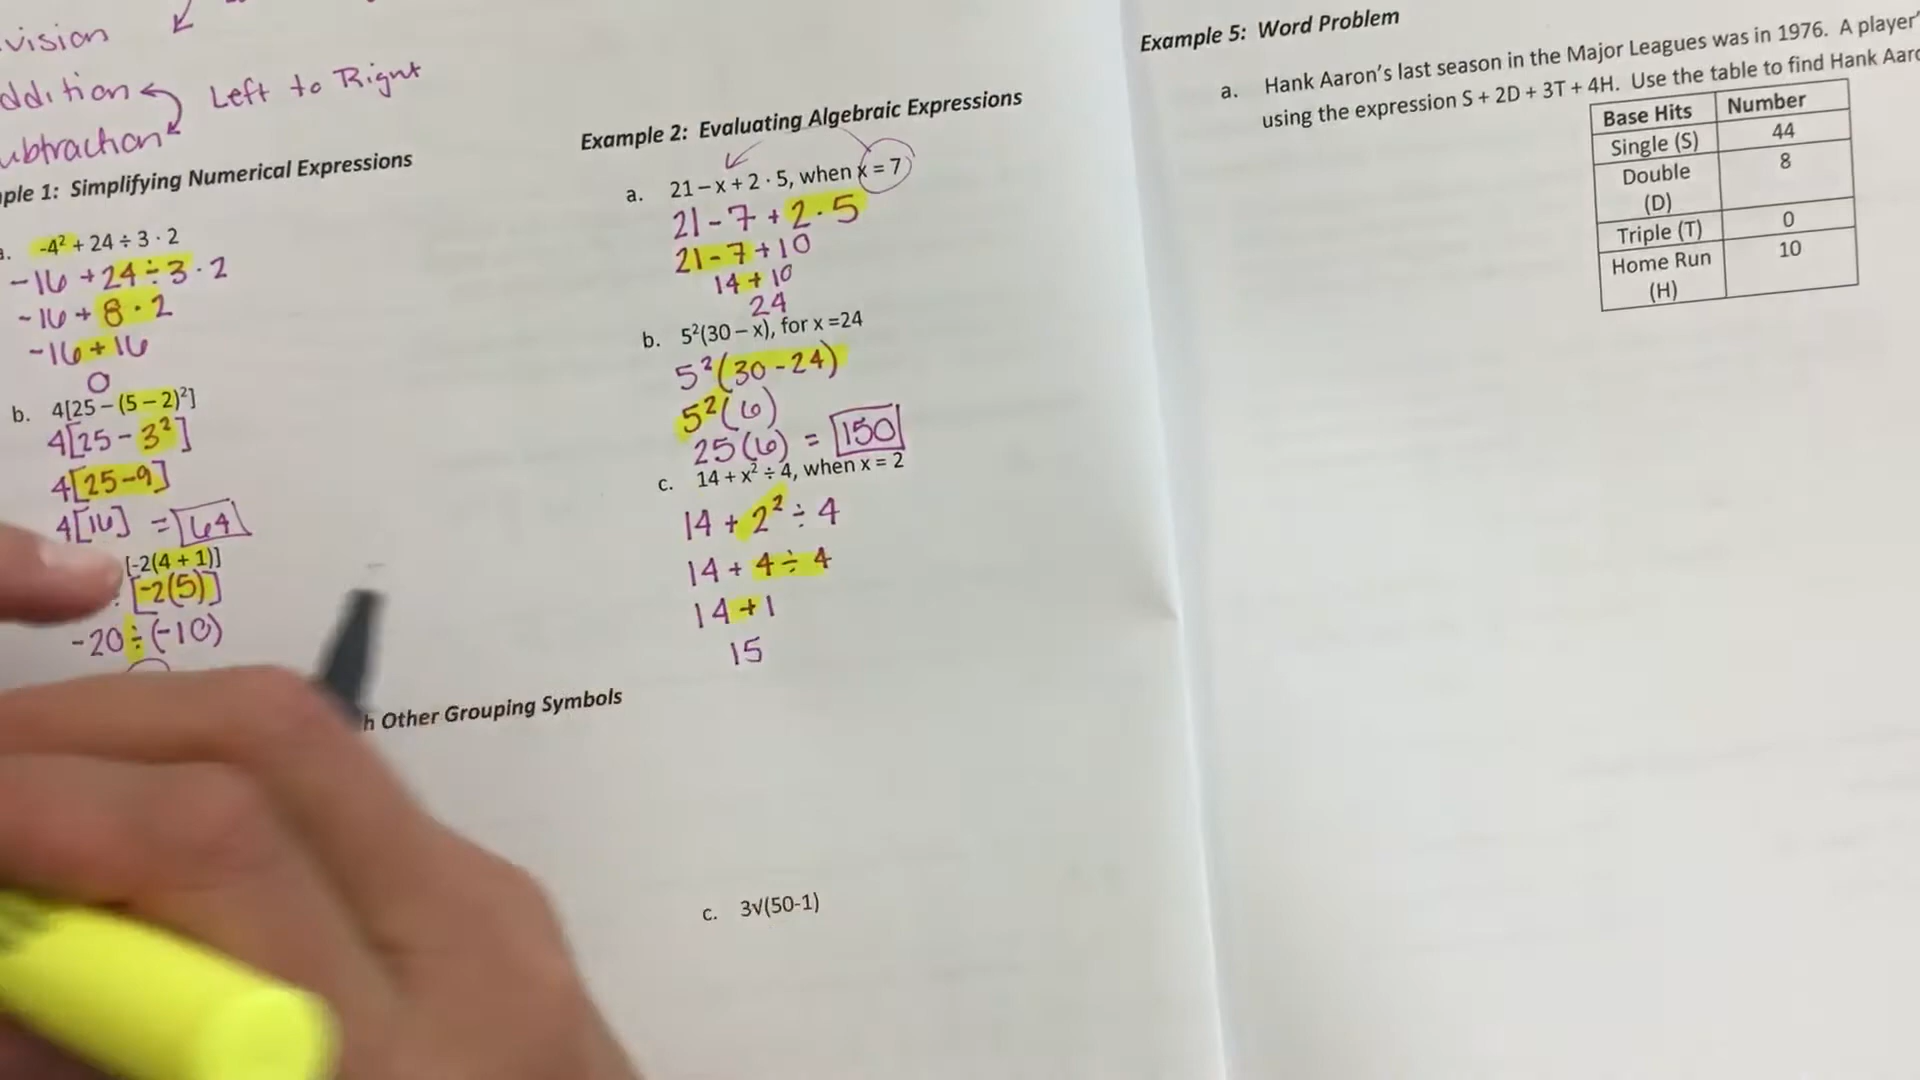 vision
ddition Left to Right
ubtraction
ple 1: Simplifying Numerical Expressions
-4² + 24 ÷ 3 · 2
-16 + 24 ÷ 3 · 2
-16 + 8 · 2
-16 + 16
0
b. 4[25 – (5 – 2)²]
4[25 - 3²]
4[25-9]
4[16] = 64
[-2(4 + 1)]
÷ [-2(5)]
-20 ÷ (-10)
h Other Grouping Symbols
Example 2: Evaluating Algebraic Expressions
a. 21 – x + 2 · 5, when x = 7
21 - 7 + 2 · 5
21 - 7 + 10
14 + 10
24
b. 5²(30 – x), for x =24
5²(30 - 24)
5²(6)
25(6) = 150
c. 14 + x² ÷ 4, when x = 2
14 + 2² ÷ 4
14 + 4 ÷ 4
14 + 1
15
c. 3√(50-1)
Example 5: Word Problem
a. Hank Aaron's last season in the Major Leagues was in 1976. A player'
using the expression S + 2D + 3T + 4H. Use the table to find Hank Aaro
Base Hits Number
Single (S) 44
Double 8
(D)
Triple (T) 0
Home Run 10
(H)